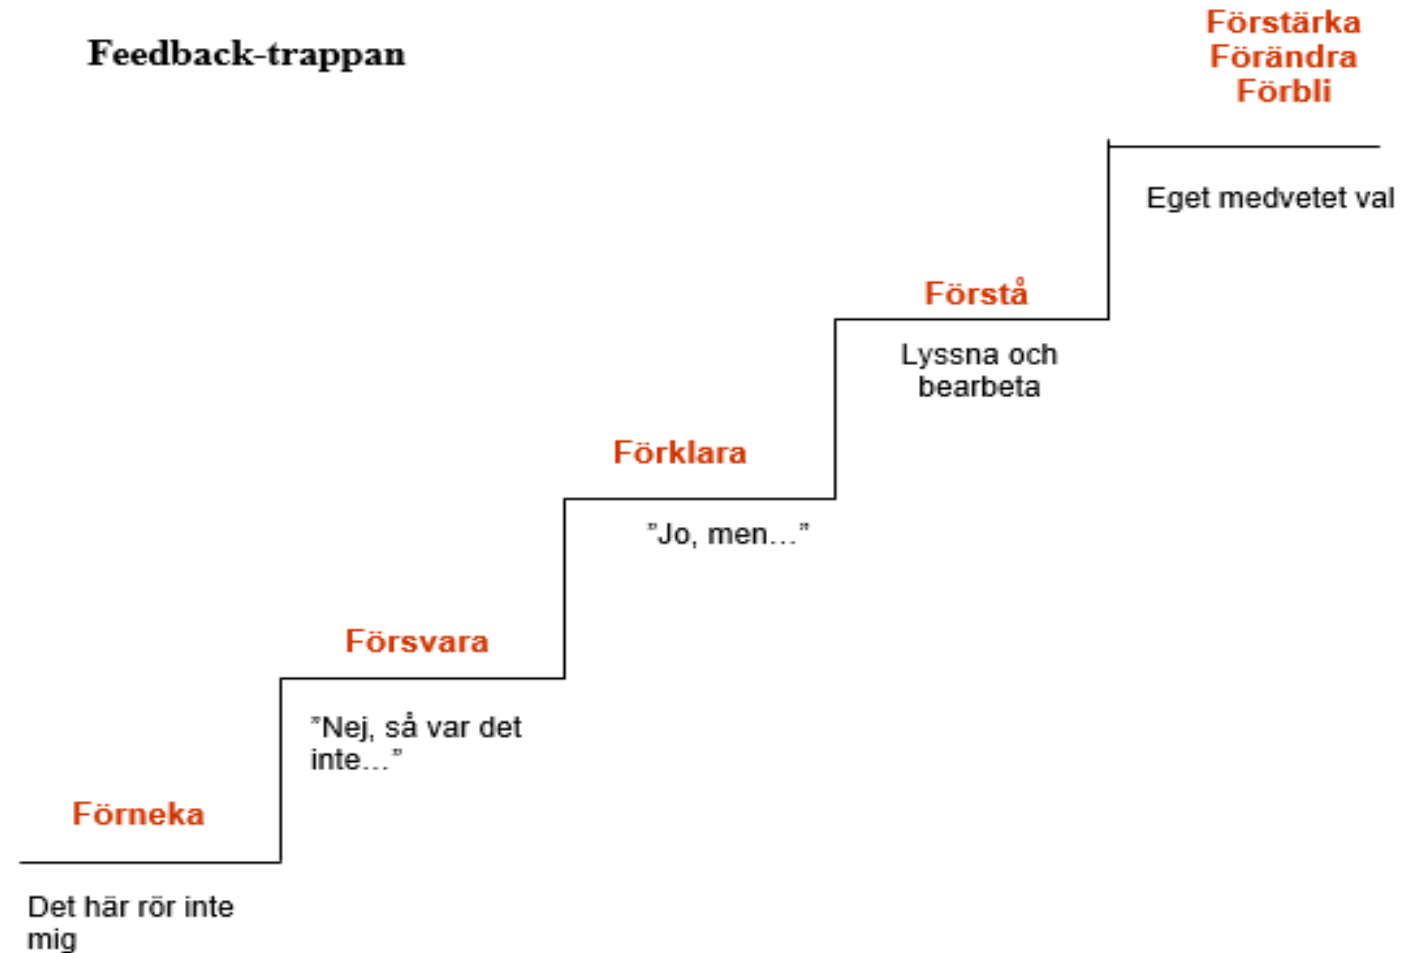 Feedback-trappan
Förstärka
Förändra
Förbli
Eget medvetet val
Förstå
Lyssna och
bearbeta
Förklara
”Jo, men…”
Försvara
”Nej, så var det
inte…”
Förneka
Det här rör inte
mig